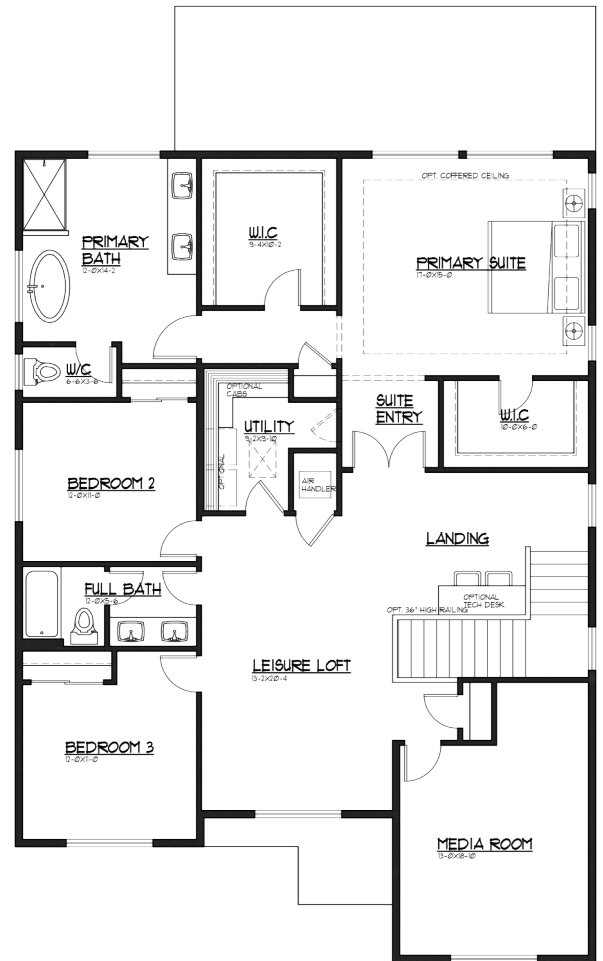 OPT. COFFERED CEILING
W.I.C
9-4X10-2
PRIMARY
BATH
12-0X14-2
PRIMARY SUITE
17-0X15-0
W/C
6-6X3-6
OPTIONAL
CABS
SUITE
ENTRY
W.I.C
10-0X6-0
UTILITY
9-2X9-10
OPTIONAL
BEDROOM 2
12-0X11-0
AIR
HANDLER
LANDING
FULL BATH
12-0X5-6
OPTIONAL
TECH DESK
OPT. 36" HIGH RAILING
LEISURE LOFT
13-2X20-4
BEDROOM 3
12-0X11-0
MEDIA ROOM
13-0X18-10